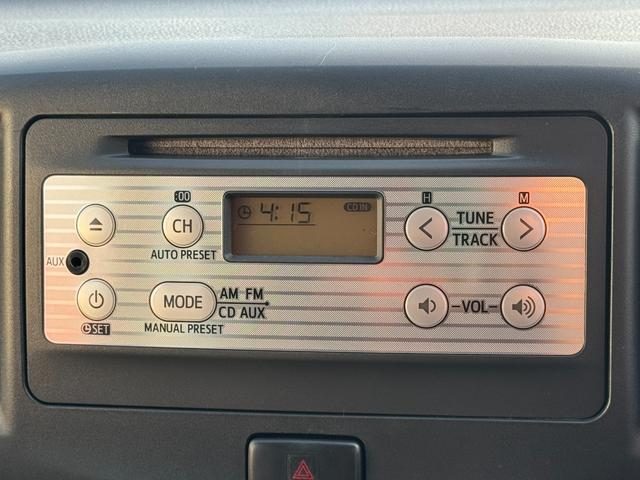 :00
H
M
4:15
CD IN
CH
TUNE
TRACK
AUTO PRESET
AUX
MODE
AM FM
CD AUX
-VOL-
SET
MANUAL PRESET